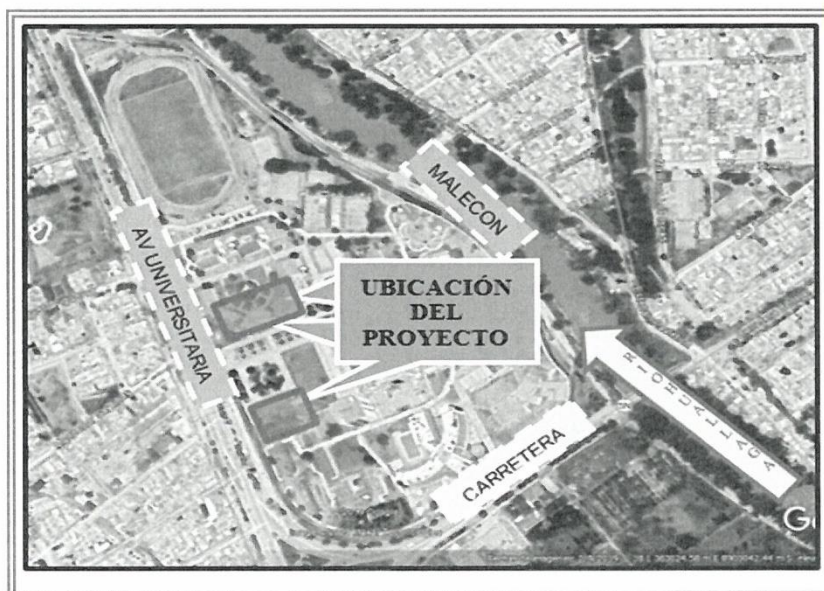 MALECON
AV UNIVERSITARIA
UBICACIÓN
DEL
PROYECTO
RIO HUALLAGA
CARRETERA